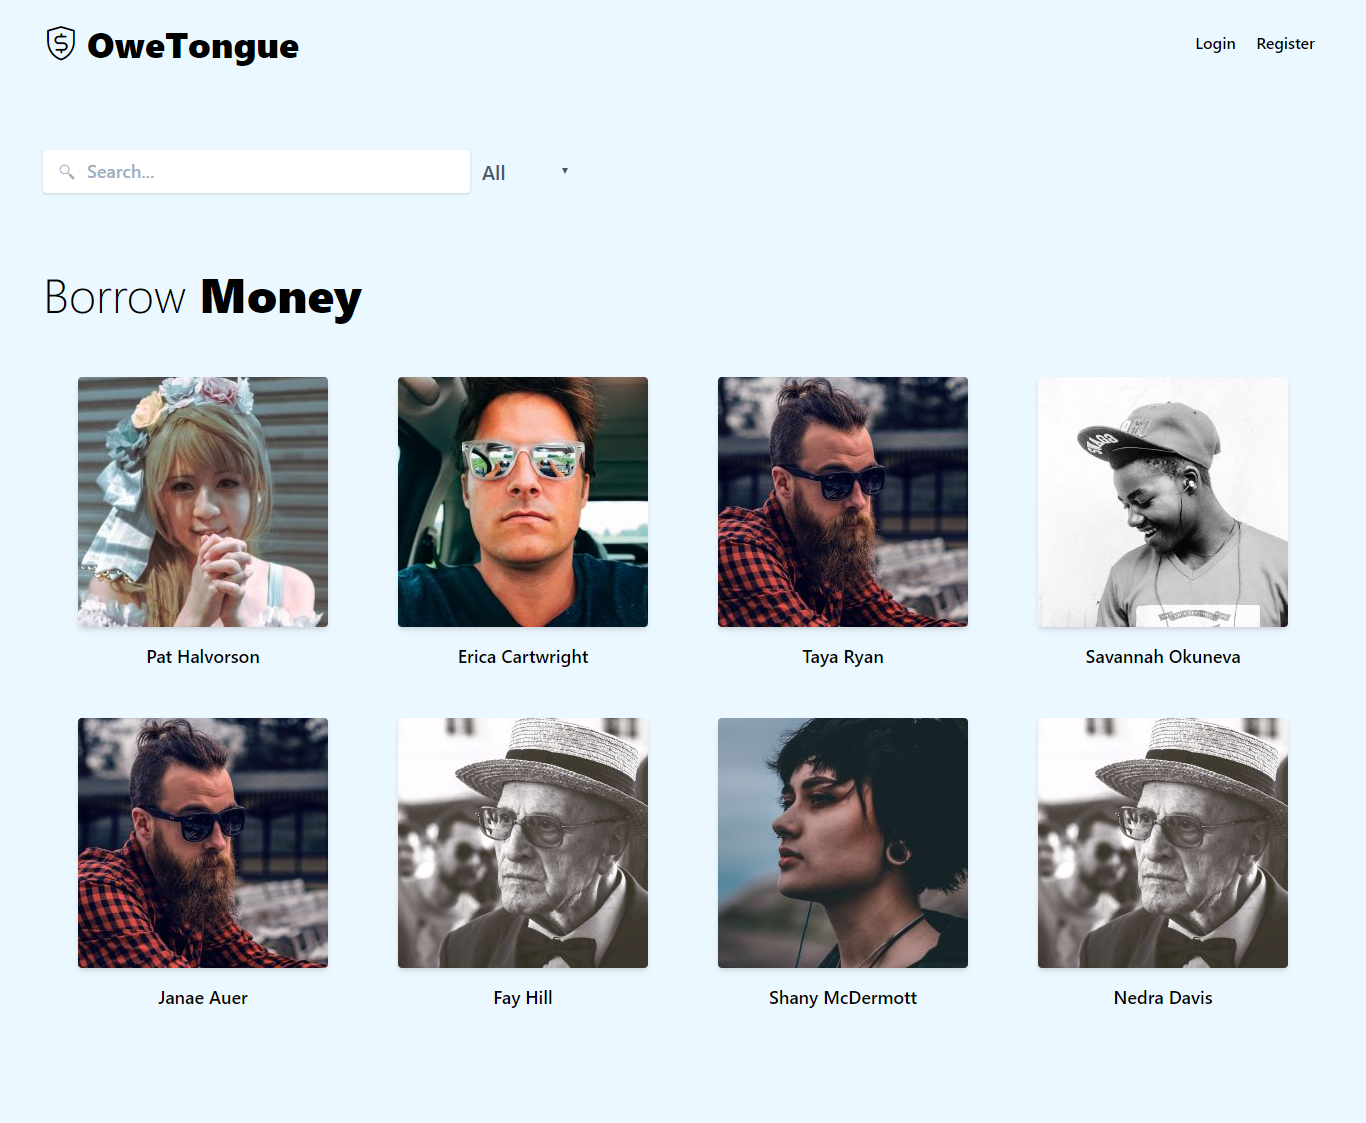 OweTongue
Login Register
Search...
All
Borrow Money
Pat Halvorson
Erica Cartwright
Taya Ryan
Savannah Okuneva
Janae Auer
Fay Hill
Shany McDermott
Nedra Davis